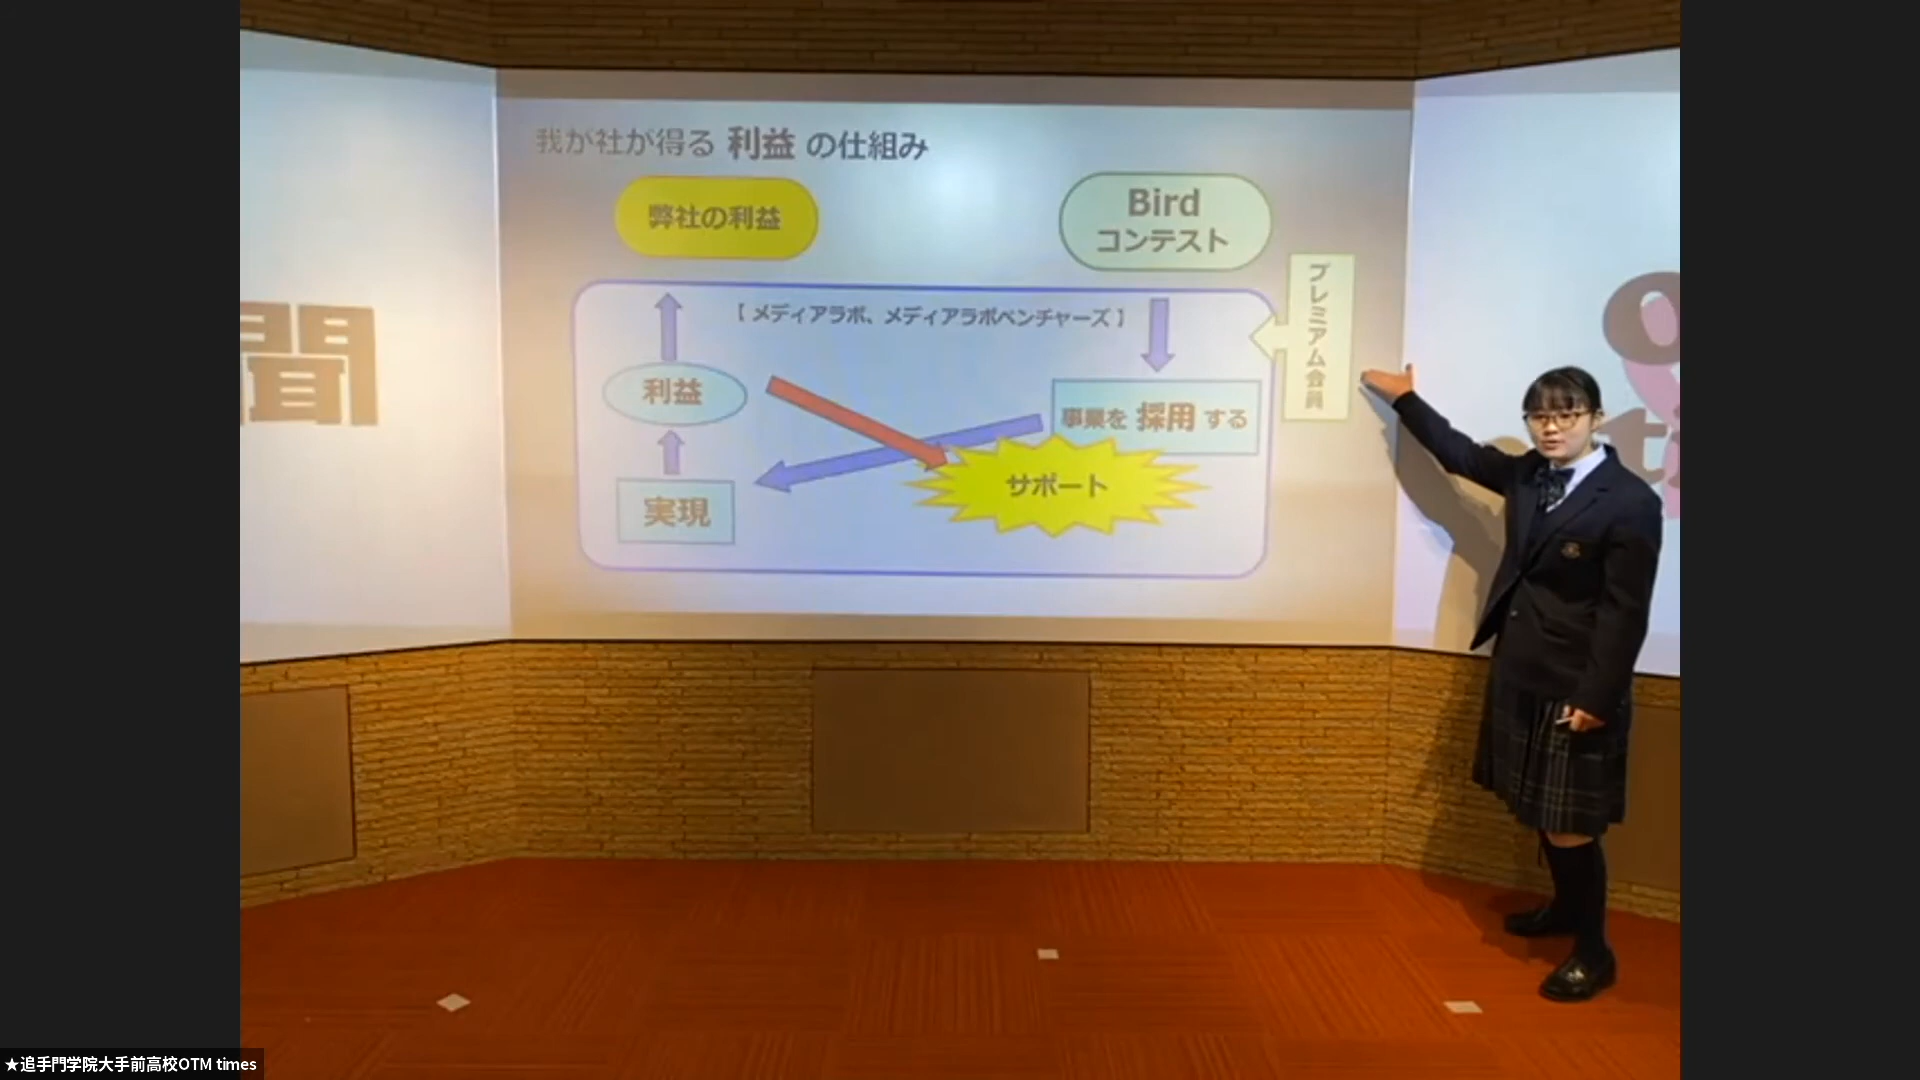 我が社が得る 利益 の仕組み
弊社の利益
Bird
コンテスト
プレミアム会員
【 メディアラボ、メディアラボベンチャーズ 】
利益
事業を 採用 する
サポート
実現
聞
★追手門学院大手前高校OTM times